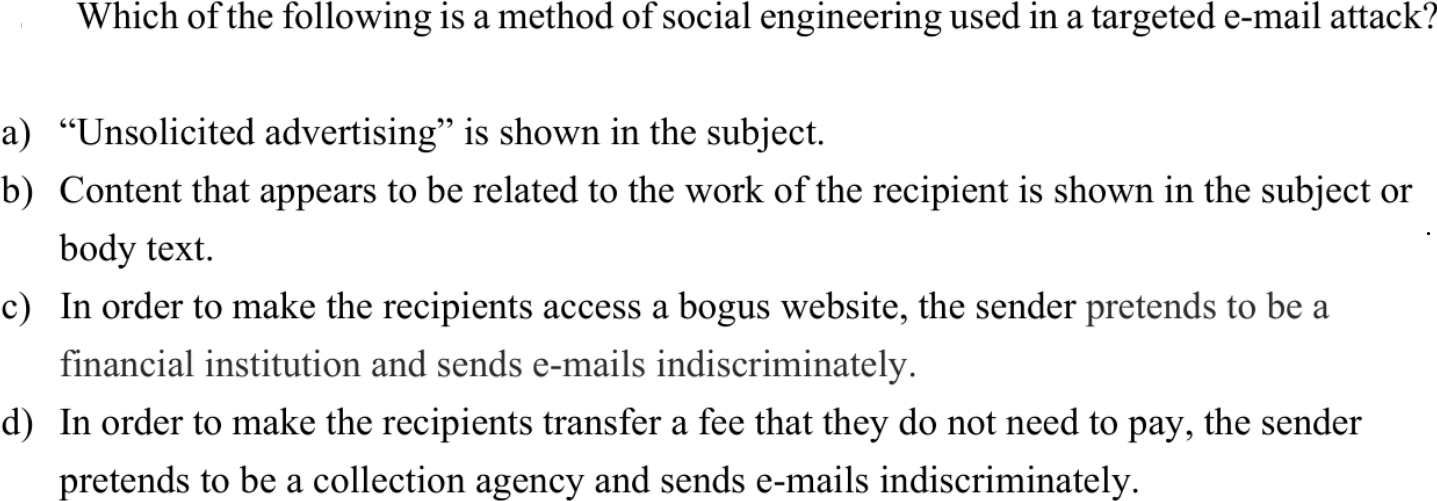 Which of the following is a method of social engineering used in a targeted e-mail attack?
a) “Unsolicited advertising” is shown in the subject.
b) Content that appears to be related to the work of the recipient is shown in the subject or
body text.
c) In order to make the recipients access a bogus website, the sender pretends to be a
financial institution and sends e-mails indiscriminately.
d) In order to make the recipients transfer a fee that they do not need to pay, the sender
pretends to be a collection agency and sends e-mails indiscriminately.